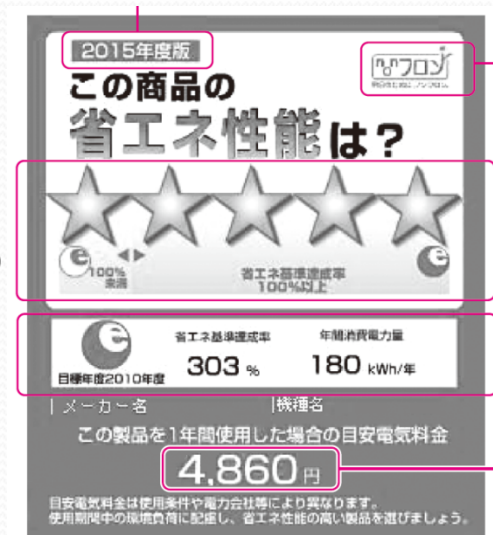 2015年度版
ノンフロン
この商品の
省エネ性能は?
e
100%
未満
省エネ基準達成率
100%以上
e
e
目標年度2010年度
省エネ基準達成率
303 %
年間消費電力量
180 kWh/年
メーカー名
機種名
この製品を1年間使用した場合の目安電気料金
4,860円
目安電気料金は使用条件や電力会社等により異なります。
使用期間中の環境負荷に配慮し、省エネ性能の高い製品を選びましょう。